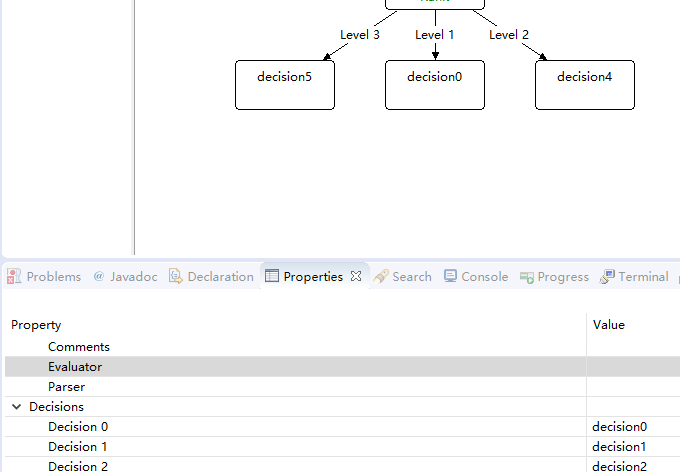 Level 3 Level 1 Level 2
decision5 decision0 decision4
Problems @ Javadoc Declaration Properties Search Console Progress Terminal
Property Value
Comments
Evaluator
Parser
Decisions
Decision 0 decision0
Decision 1 decision1
Decision 2 decision2